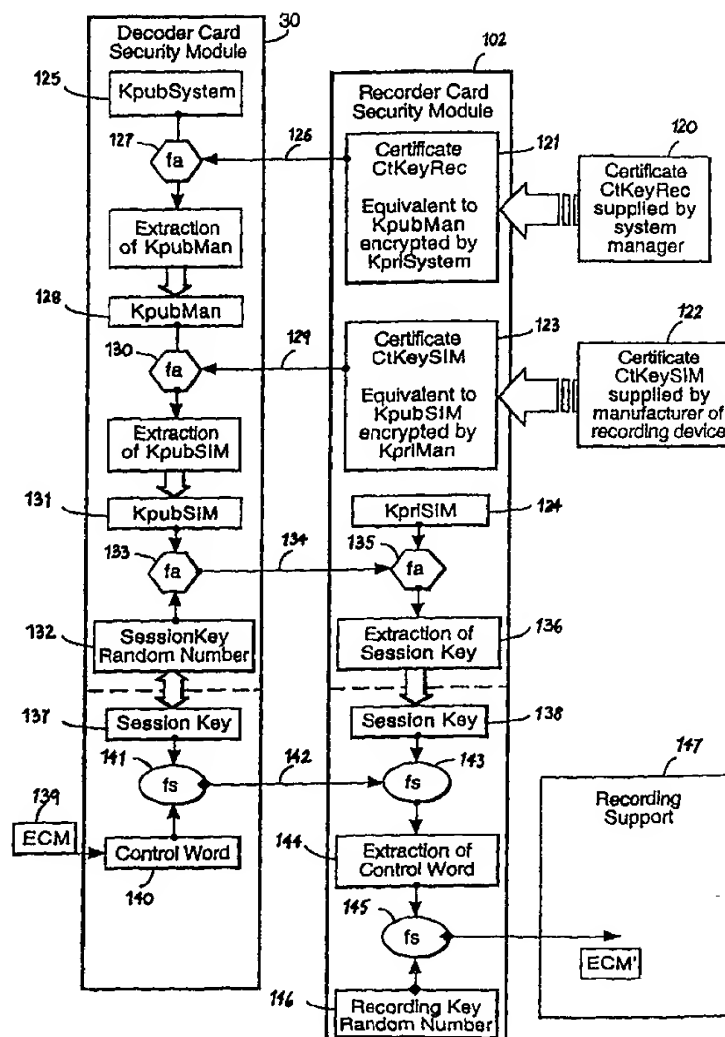 30
Decoder Card
Security Module
125
KpubSystem
127
fa
126
Extraction
of KpubMan
128
KpubMan
130
fa
129
Extraction
of KpubSIM
131
KpubSIM
133
fa
134
132
SessionKey
Random Number
137
Session Key
141
fs
142
139
ECM
Control Word
140
102
Recorder Card
Security Module
121
Certificate
CtKeyRec
Equivalent to
KpubMan
encrypted by
KpriSystem
123
Certificate
CtKeySIM
Equivalent to
KpubSIM
encrypted by
KpriMan
KpriSIM
124
135
fa
Extraction of
Session Key
136
Session Key
138
fs
143
144
Extraction of
Control Word
145
fs
146
Recording Key
Random Number
120
Certificate
CtKeyRec
supplied by
system
manager
122
Certificate
CtKeySIM
supplied by
manufacturer of
recording device
147
Recording
Support
ECM'